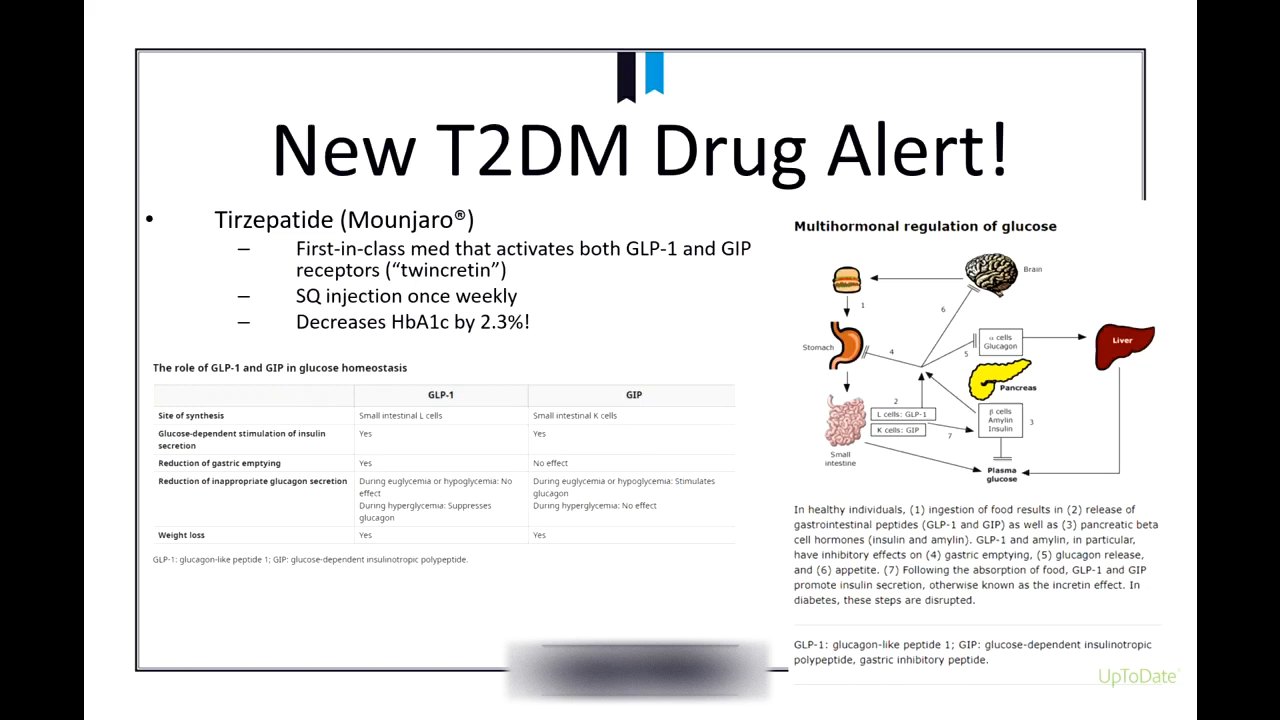 New T2DM Drug Alert!
• Tirzepatide (Mounjaro®)
– First-in-class med that activates both GLP-1 and GIP
receptors (“twincretin”)
– SQ injection once weekly
– Decreases HbA1c by 2.3%!
The role of GLP-1 and GIP in glucose homeostasis
GLP-1 GIP
Site of synthesis Small intestinal L cells Small intestinal K cells
Glucose-dependent stimulation of insulin Yes Yes
secretion
Reduction of gastric emptying Yes No effect
Reduction of inappropriate glucagon secretion During euglycemia or hypoglycemia: No During euglycemia or hypoglycemia: Stimulates
effect glucagon
During hyperglycemia: Suppresses During hyperglycemia: No effect
glucagon
Weight loss Yes Yes
GLP-1: glucagon-like peptide 1; GIP: glucose-dependent insulinotropic polypeptide.
Multihormonal regulation of glucose
Brain
1
6
Stomach
4
5
α cells
Glucagon
Liver
Pancreas
2
L cells: GLP-1
K cells: GIP
7
β cells
Amylin
Insulin
3
Small
intestine
Plasma
glucose
In healthy individuals, (1) ingestion of food results in (2) release of
gastrointestinal peptides (GLP-1 and GIP) as well as (3) pancreatic beta
cell hormones (insulin and amylin). GLP-1 and amylin, in particular,
have inhibitory effects on (4) gastric emptying, (5) glucagon release,
and (6) appetite. (7) Following the absorption of food, GLP-1 and GIP
promote insulin secretion, otherwise known as the incretin effect. In
diabetes, these steps are disrupted.
GLP-1: glucagon-like peptide 1; GIP: glucose-dependent insulinotropic
polypeptide, gastric inhibitory peptide.
UpToDate®